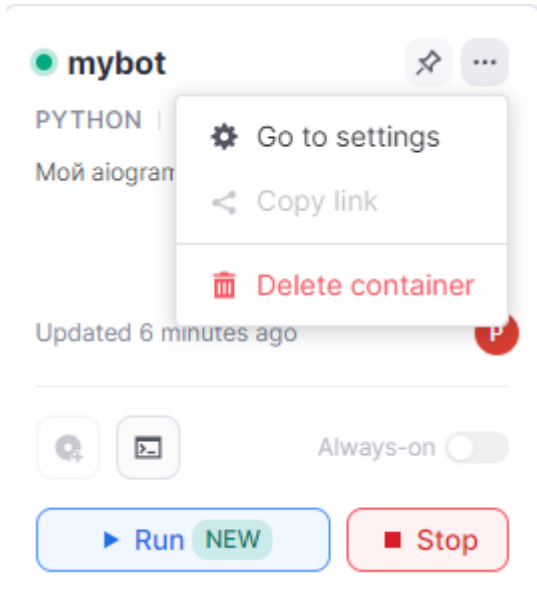 mybot
PYTHON
Go to settings
Мой aiogram
Copy link
Delete container
Updated 6 minutes ago
P
Always-on
Run NEW
Stop